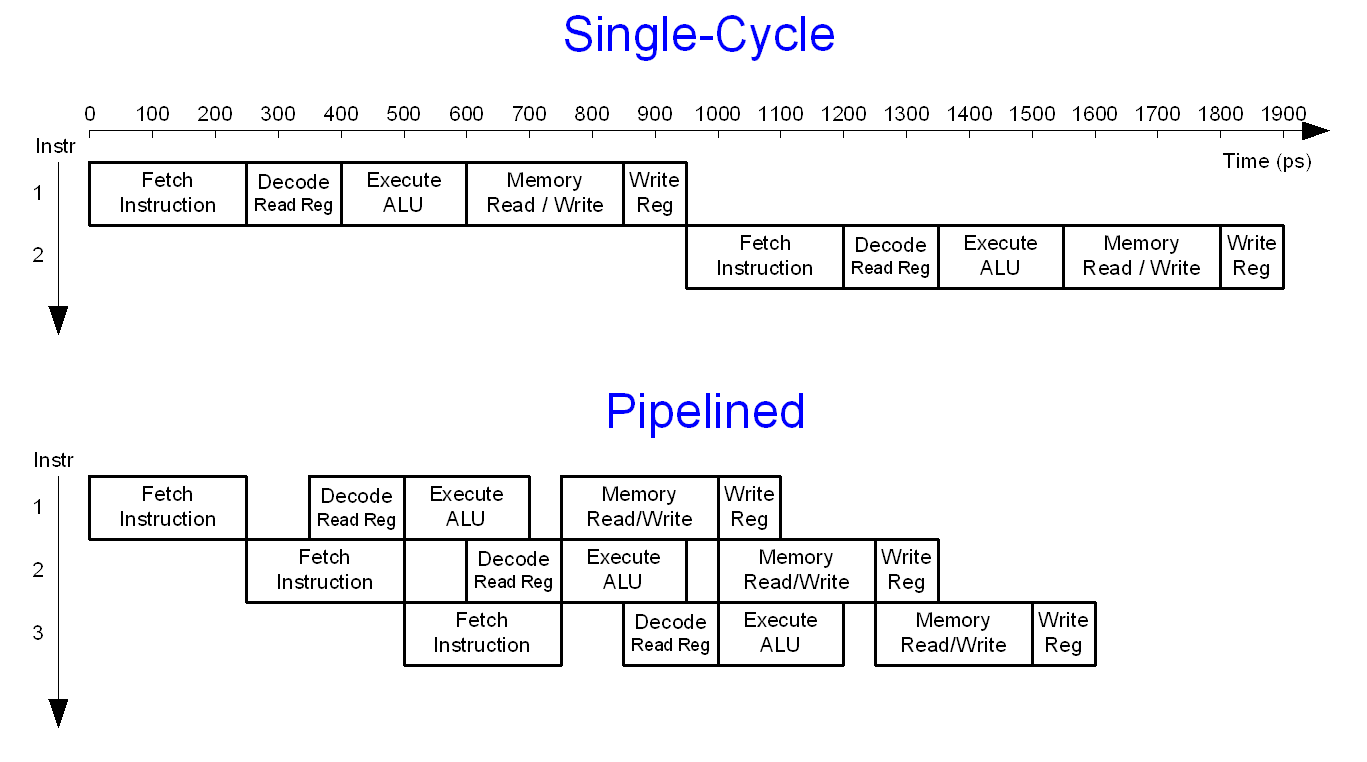 Single-Cycle
0 100 200 300 400 500 600 700 800 900 1000 1100 1200 1300 1400 1500 1600 1700 1800 1900
Instr
Time (ps)
1
Fetch
Instruction
Decode
Read Reg
Execute
ALU
Memory
Read / Write
Write
Reg
2
Fetch
Instruction
Decode
Read Reg
Execute
ALU
Memory
Read / Write
Write
Reg
Pipelined
Instr
1
Fetch
Instruction
Decode
Read Reg
Execute
ALU
Memory
Read/Write
Write
Reg
2
Fetch
Instruction
Decode
Read Reg
Execute
ALU
Memory
Read/Write
Write
Reg
3
Fetch
Instruction
Decode
Read Reg
Execute
ALU
Memory
Read/Write
Write
Reg